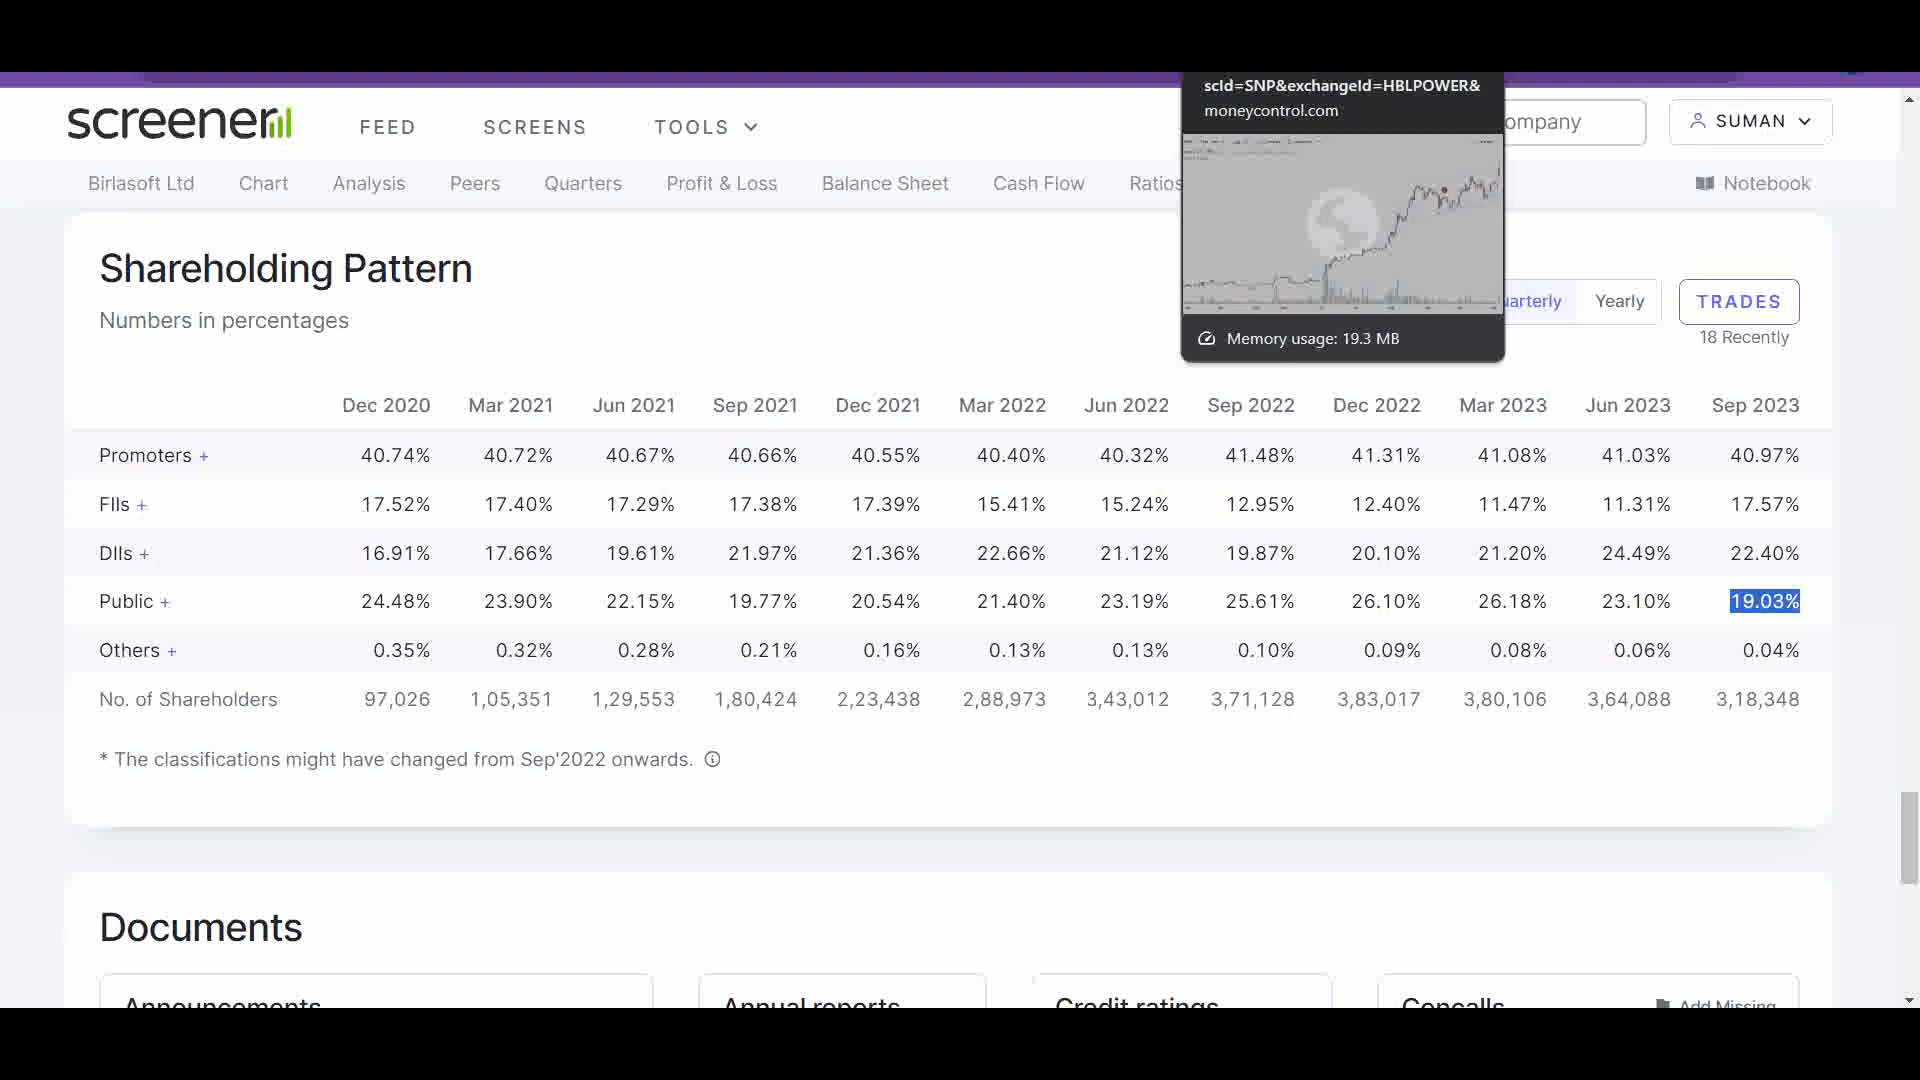 scId=SNP&exchangeId=HBLPOWER&
moneycontrol.com
screener
FEED
SCREENS
TOOLS
ompany
SUMAN
Birlasoft Ltd
Chart
Analysis
Peers
Quarters
Profit & Loss
Balance Sheet
Cash Flow
Ratios
Notebook
Shareholding Pattern
Numbers in percentages
uarterly
Yearly
TRADES
18 Recently
Memory usage: 19.3 MB
Dec 2020 Mar 2021 Jun 2021 Sep 2021 Dec 2021 Mar 2022 Jun 2022 Sep 2022 Dec 2022 Mar 2023 Jun 2023 Sep 2023
Promoters + 40.74% 40.72% 40.67% 40.66% 40.55% 40.40% 40.32% 41.48% 41.31% 41.08% 41.03% 40.97%
FIIs + 17.52% 17.40% 17.29% 17.38% 17.39% 15.41% 15.24% 12.95% 12.40% 11.47% 11.31% 17.57%
DIIs + 16.91% 17.66% 19.61% 21.97% 21.36% 22.66% 21.12% 19.87% 20.10% 21.20% 24.49% 22.40%
Public + 24.48% 23.90% 22.15% 19.77% 20.54% 21.40% 23.19% 25.61% 26.10% 26.18% 23.10% 19.03%
Others + 0.35% 0.32% 0.28% 0.21% 0.16% 0.13% 0.13% 0.10% 0.09% 0.08% 0.06% 0.04%
No. of Shareholders 97,026 1,05,351 1,29,553 1,80,424 2,23,438 2,88,973 3,43,012 3,71,128 3,83,017 3,80,106 3,64,088 3,18,348
* The classifications might have changed from Sep'2022 onwards.
Documents
Announcements
Annual reports
Credit ratings
Concalls
Add Missing